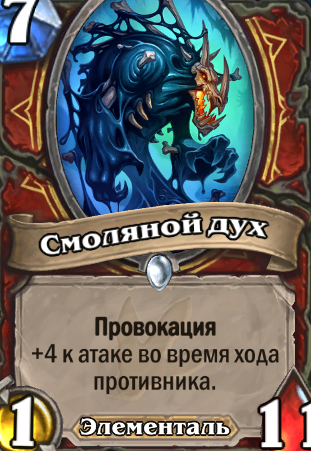 7
Смоляной дух
Провокация
+4 к атаке во время хода
противника.
1
Элементаль
11